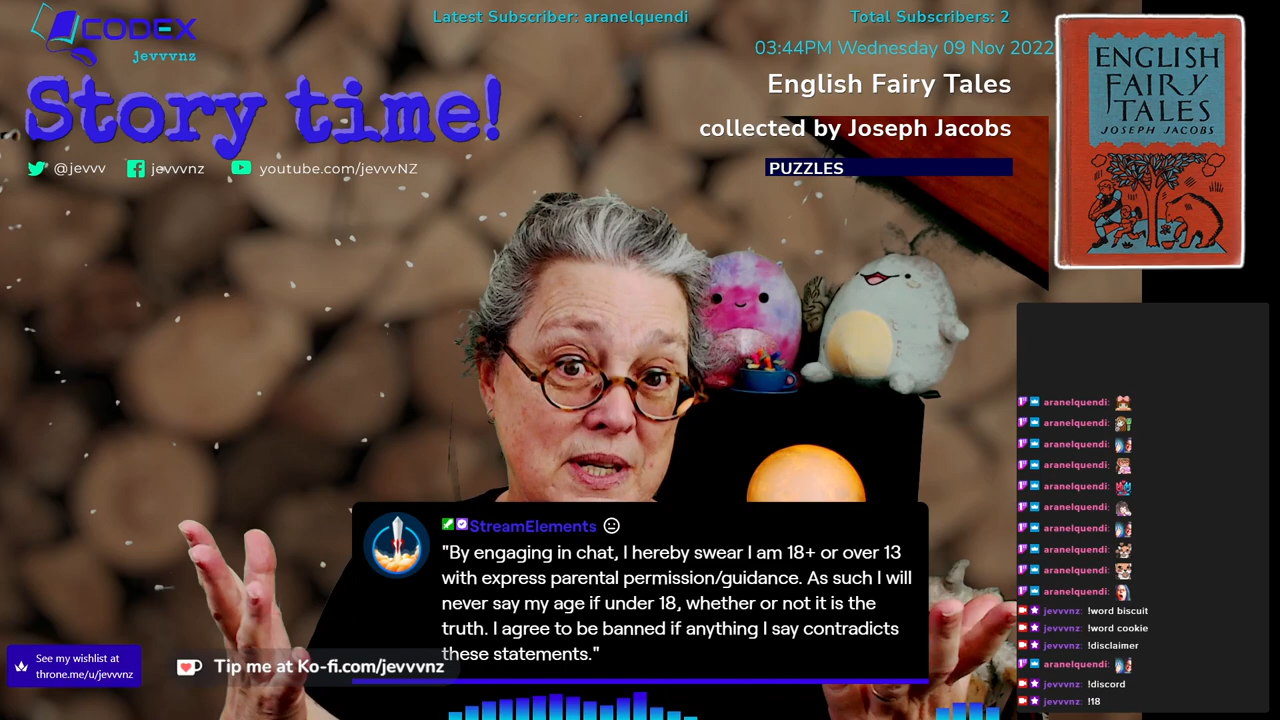 CODEX
jevvvnz
Story time!
@jevvv
jevvvnz
youtube.com/jevvvNZ
Latest Subscriber: aranelquendi
Total Subscribers: 2
03:44PM Wednesday 09 Nov 2022
English Fairy Tales
collected by Joseph Jacobs
PUZZLES
ENGLISH
FAIRY
TALES
JOSEPH JACOBS
StreamElements
"By engaging in chat, I hereby swear I am 18+ or over 13
with express parental permission/guidance. As such I will
never say my age if under 18, whether or not it is the
truth. I agree to be banned if anything I say contradicts
these statements."
See my wishlist at
throne.me/u/jevvvnz
Tip me at Ko-fi.com/jevvvnz
aranelquendi:
aranelquendi:
aranelquendi:
aranelquendi:
aranelquendi:
aranelquendi:
aranelquendi:
aranelquendi:
aranelquendi:
aranelquendi:
jevvvnz: !word biscuit
jevvvnz: !word cookie
jevvvnz: !disclaimer
aranelquendi:
jevvvnz: !discord
jevvvnz: !18